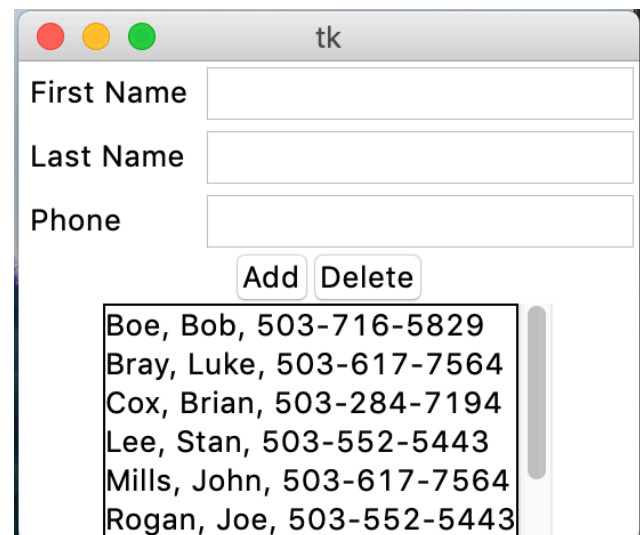 tk
First Name
Last Name
Phone
Add Delete
Boe, Bob, 503-716-5829
Bray, Luke, 503-617-7564
Cox, Brian, 503-284-7194
Lee, Stan, 503-552-5443
Mills, John, 503-617-7564
Rogan, Joe, 503-552-5443